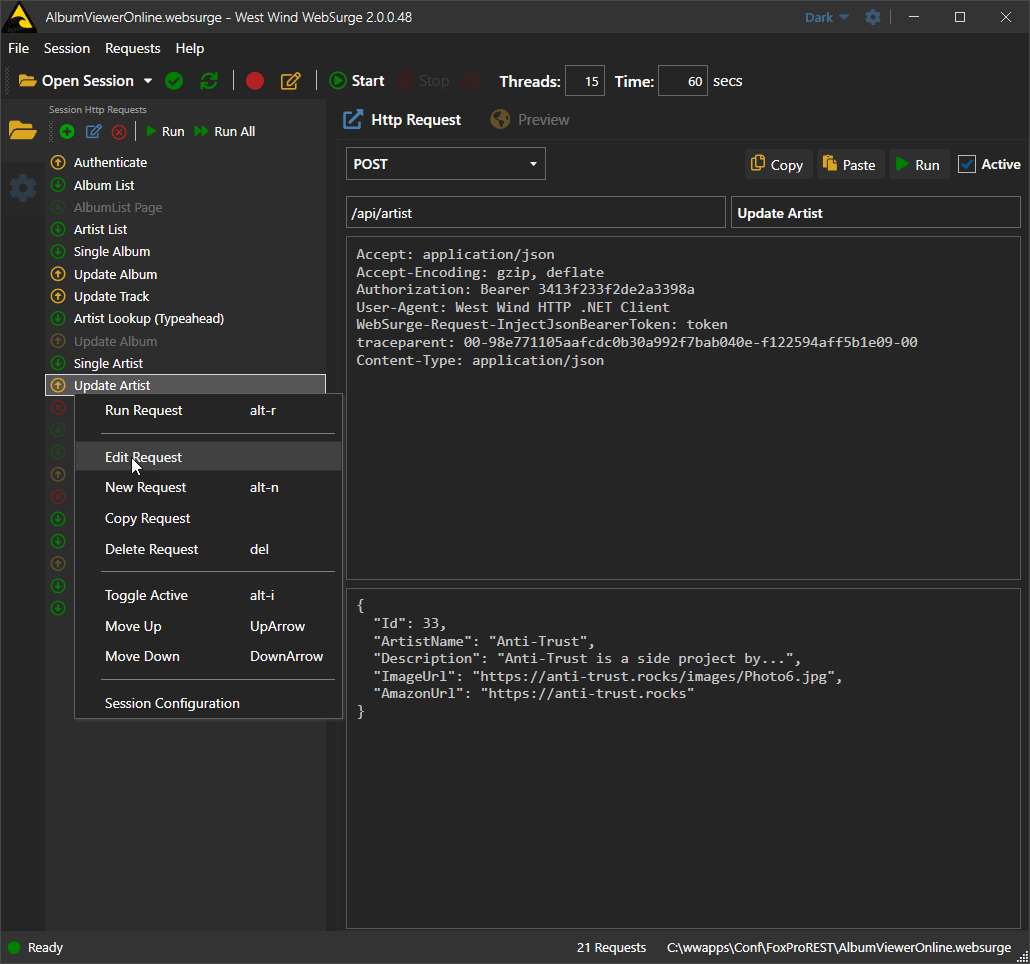 AlbumViewerOnline.websurge - West Wind WebSurge 2.0.0.48
Dark
File Session Requests Help
Open Session Start Stop Threads: 15 Time: 60 secs
Session Http Requests
Run Run All
Authenticate
Album List
AlbumList Page
Artist List
Single Album
Update Album
Update Track
Artist Lookup (Typeahead)
Update Album
Single Artist
Update Artist
Run Request alt-r
Edit Request
New Request alt-n
Copy Request
Delete Request del
Toggle Active alt-i
Move Up UpArrow
Move Down DownArrow
Session Configuration
Http Request Preview
POST Copy Paste Run Active
/api/artist Update Artist
Accept: application/json
Accept-Encoding: gzip, deflate
Authorization: Bearer 3413f233f2de2a3398a
User-Agent: West Wind HTTP .NET Client
WebSurge-Request-InjectJsonBearerToken: token
traceparent: 00-98e771105aafcdc0b30a992f7bab040e-f122594aff5b1e09-00
Content-Type: application/json
{
"Id": 33,
"ArtistName": "Anti-Trust",
"Description": "Anti-Trust is a side project by...",
"ImageUrl": "https://anti-trust.rocks/images/Photo6.jpg",
"AmazonUrl": "https://anti-trust.rocks"
}
Ready 21 Requests C:\wwapps\Conf\FoxProREST\AlbumViewerOnline.websurge